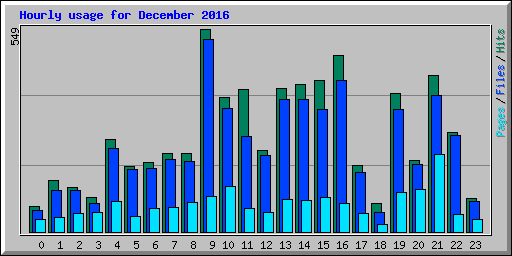 Hourly usage for December 2016
549
Pages/Files/Hits
0 1 2 3 4 5 6 7 8 9 10 11 12 13 14 15 16 17 18 19 20 21 22 23